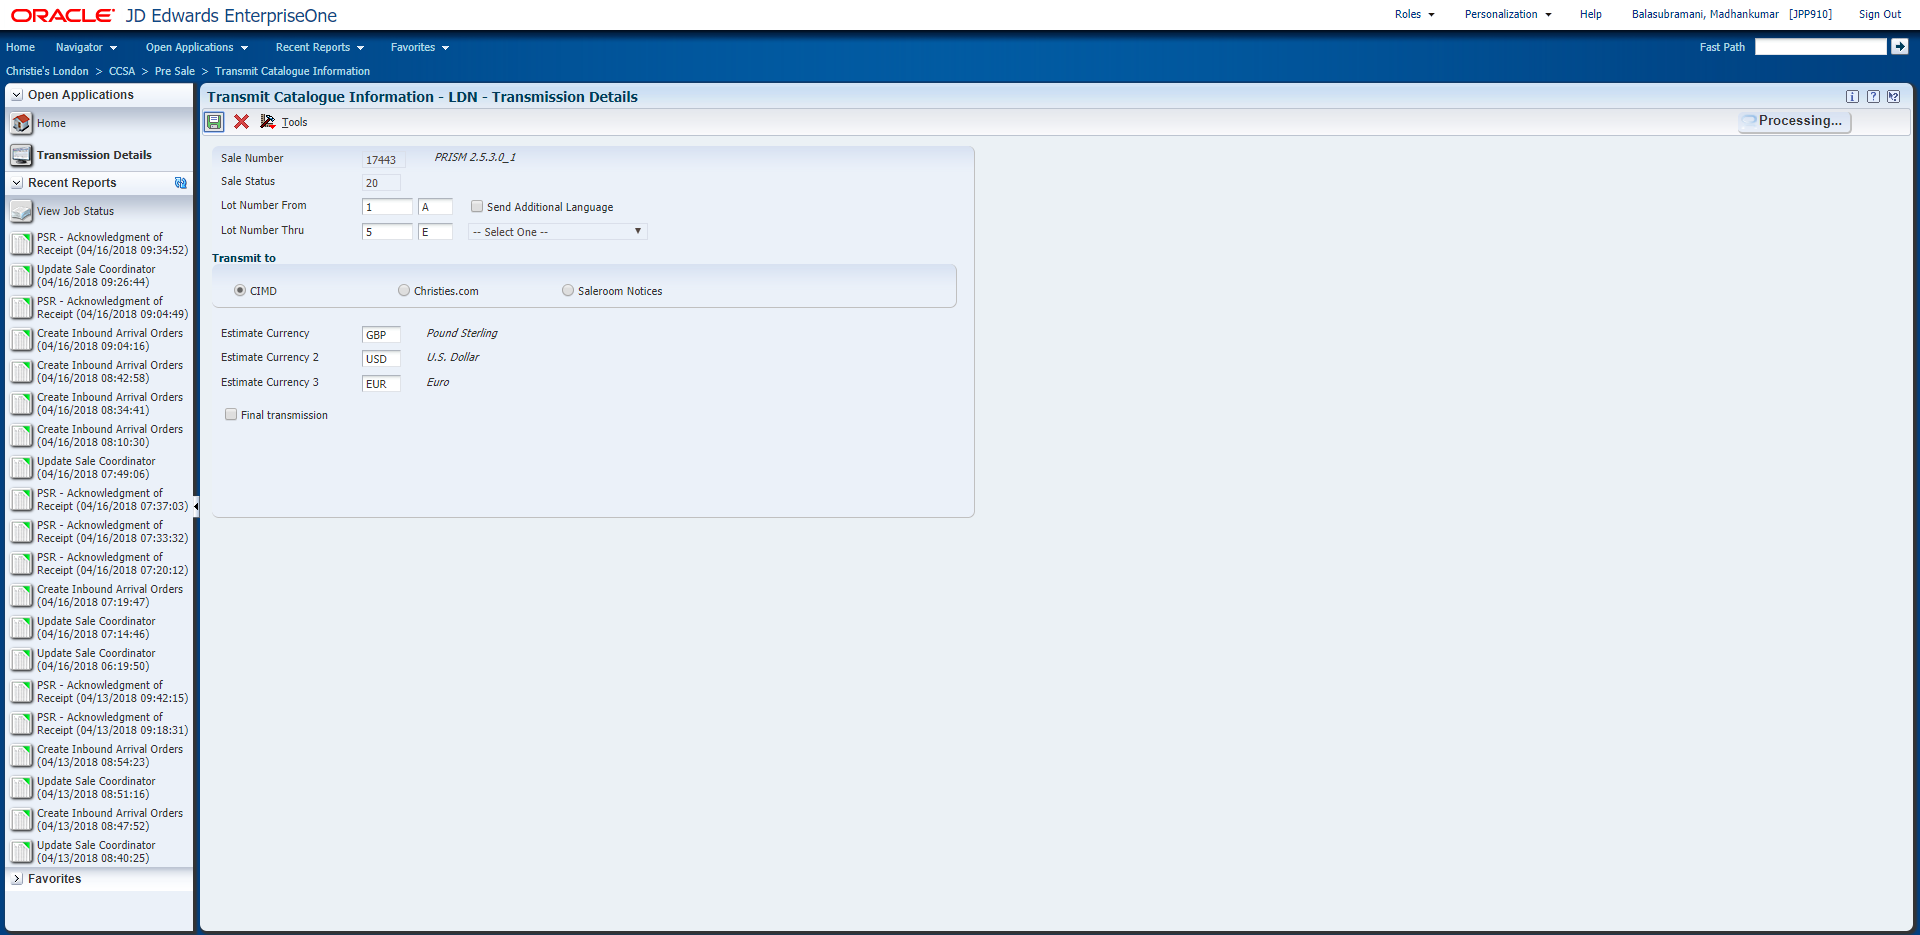 ORACLE JD Edwards EnterpriseOne
Roles Personalization Help Balasubramani, Madhankumar [JPP910] Sign Out
Home Navigator Open Applications Recent Reports Favorites Fast Path
Christie's London > CCSA > Pre Sale > Transmit Catalogue Information
Open Applications
Home
Transmission Details
Recent Reports
View Job Status
PSR - Acknowledgment of
Receipt (04/16/2018 09:34:52)
Update Sale Coordinator
(04/16/2018 09:26:44)
PSR - Acknowledgment of
Receipt (04/16/2018 09:04:49)
Create Inbound Arrival Orders
(04/16/2018 09:04:16)
Create Inbound Arrival Orders
(04/16/2018 08:42:58)
Create Inbound Arrival Orders
(04/16/2018 08:34:41)
Create Inbound Arrival Orders
(04/16/2018 08:10:30)
Update Sale Coordinator
(04/16/2018 07:49:06)
PSR - Acknowledgment of
Receipt (04/16/2018 07:37:03)
PSR - Acknowledgment of
Receipt (04/16/2018 07:33:32)
PSR - Acknowledgment of
Receipt (04/16/2018 07:20:12)
Create Inbound Arrival Orders
(04/16/2018 07:19:47)
Update Sale Coordinator
(04/16/2018 07:14:46)
Update Sale Coordinator
(04/16/2018 06:19:50)
PSR - Acknowledgment of
Receipt (04/13/2018 09:42:15)
PSR - Acknowledgment of
Receipt (04/13/2018 09:18:31)
Create Inbound Arrival Orders
(04/13/2018 08:54:23)
Update Sale Coordinator
(04/13/2018 08:51:16)
Create Inbound Arrival Orders
(04/13/2018 08:47:52)
Update Sale Coordinator
(04/13/2018 08:40:25)
Favorites
Transmit Catalogue Information - LDN - Transmission Details
Tools
Processing...
Sale Number 17443 PRISM 2.5.3.0_1
Sale Status 20
Lot Number From 1 A Send Additional Language
Lot Number Thru 5 E -- Select One --
Transmit to
CIMD Christies.com Saleroom Notices
Estimate Currency GBP Pound Sterling
Estimate Currency 2 USD U.S. Dollar
Estimate Currency 3 EUR Euro
Final transmission